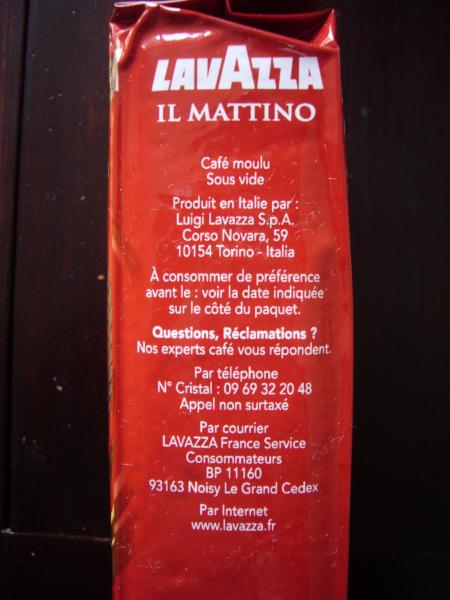 LAVAZZA
IL MATTINO
Café moulu
Sous vide
Produit en Italie par :
Luigi Lavazza S.p.A.
Corso Novara, 59
10154 Torino - Italia
À consommer de préférence
avant le : voir la date indiquée
sur le côté du paquet.
Questions, Réclamations ?
Nos experts café vous répondent.
Par téléphone
N° Cristal : 09 69 32 20 48
Appel non surtaxé
Par courrier
LAVAZZA France Service
Consommateurs
BP 11160
93163 Noisy Le Grand Cedex
Par Internet
www.lavazza.fr